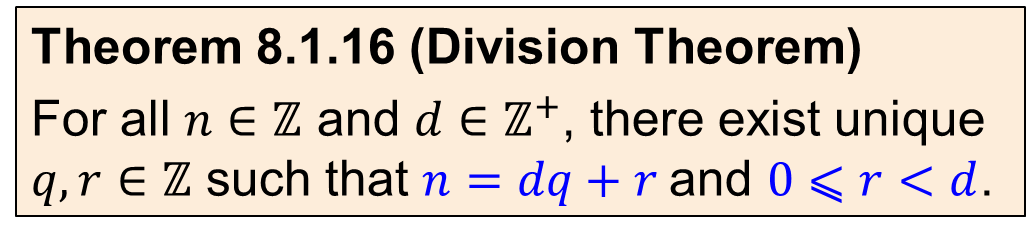 Theorem 8.1.16 (Division Theorem)
For all 𝑛 ∈ ℤ and 𝑑 ∈ ℤ⁺, there exist unique
𝑞, 𝑟 ∈ ℤ such that 𝑛 = 𝑑𝑞 + 𝑟 and 0 ⩽ 𝑟 < 𝑑.